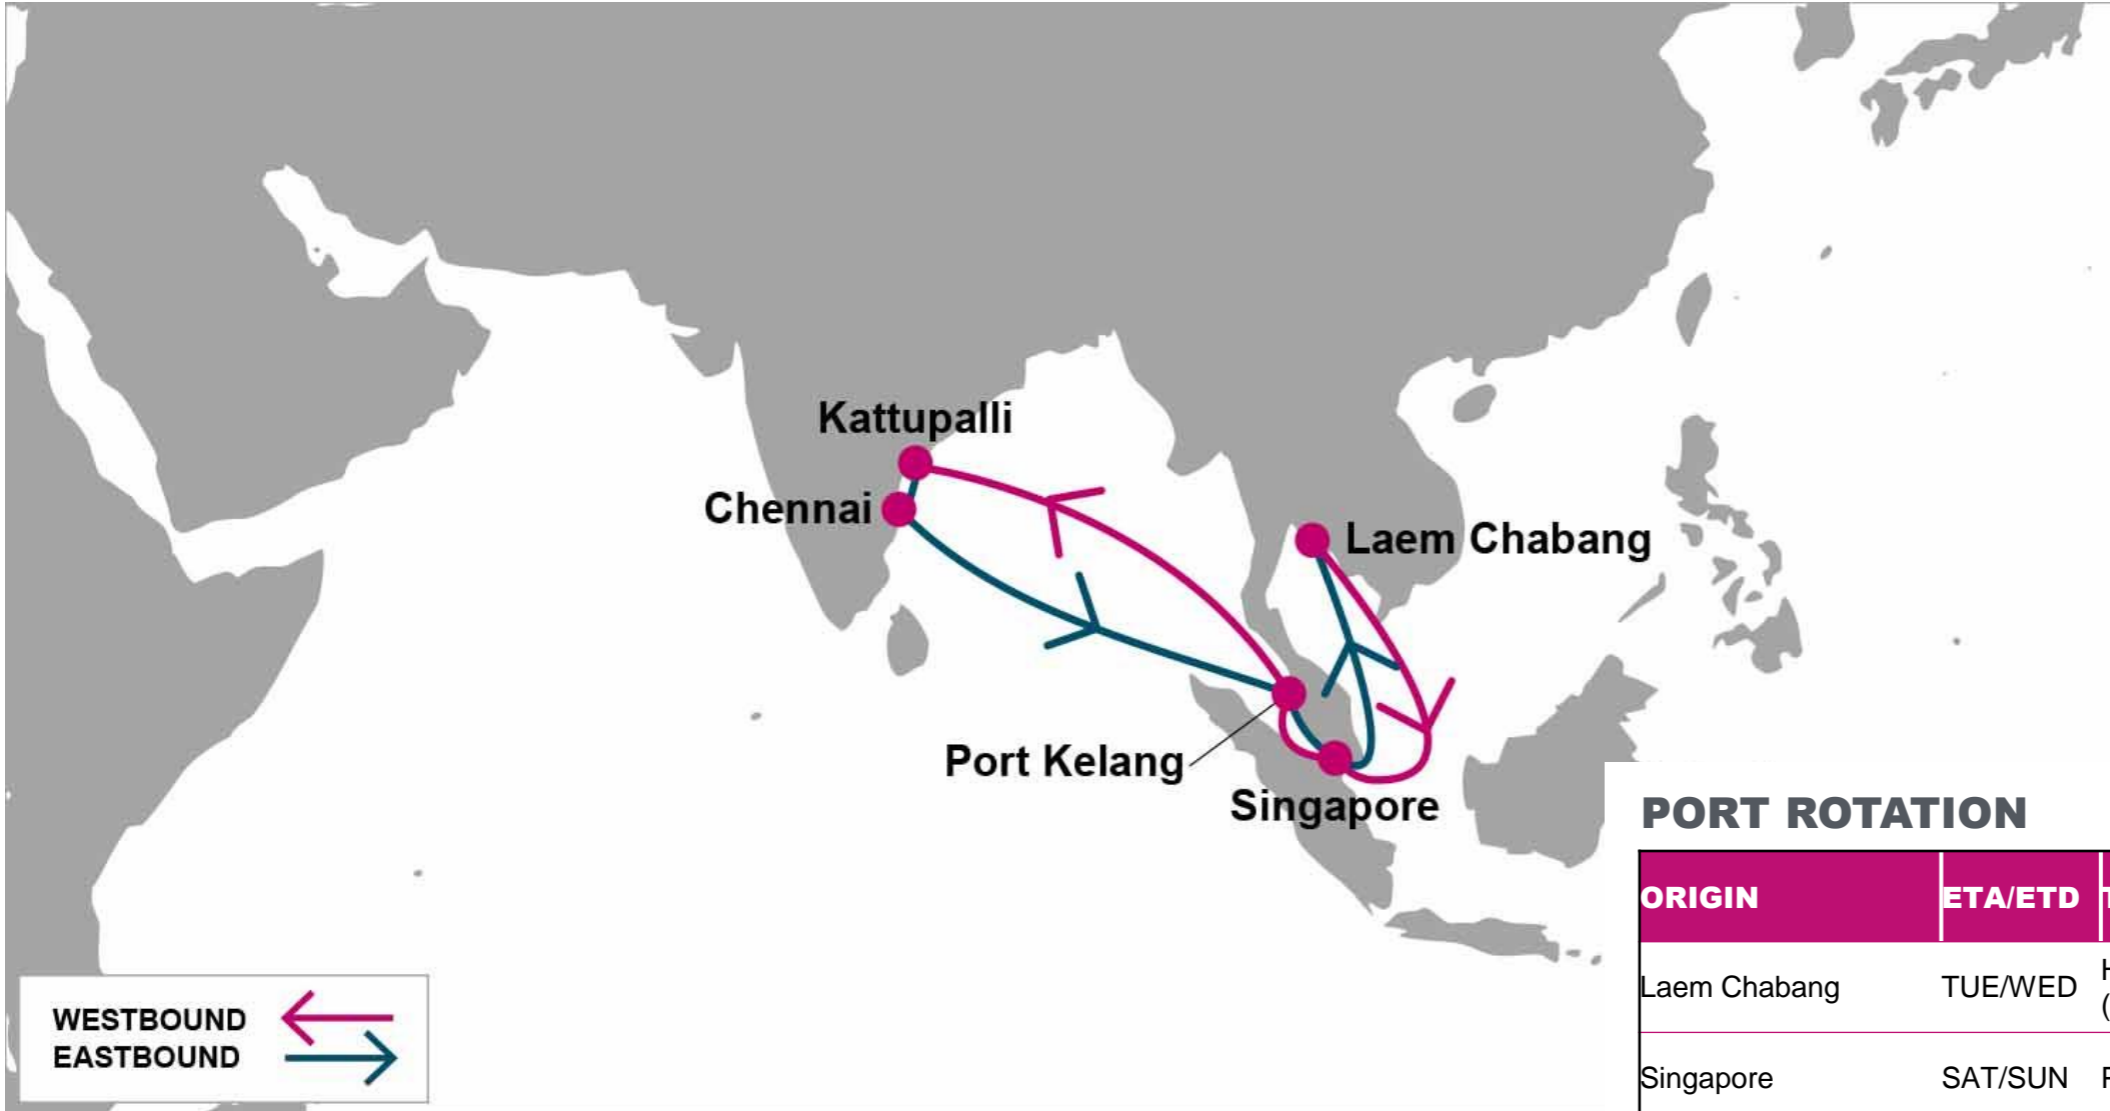 Kattupalli
Chennai
Laem Chabang
Port Kelang
Singapore
WESTBOUND
EASTBOUND
PORT ROTATION
ORIGIN ETA/ETD
Laem Chabang TUE/WED
Singapore SAT/SUN